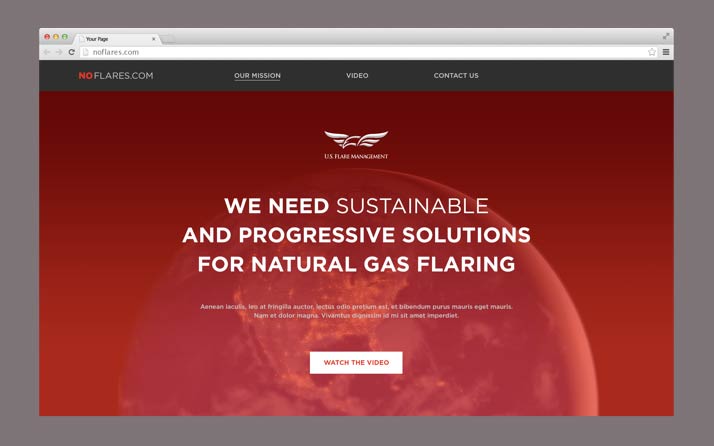 Your Page
noflares.com
NOFLARES.COM
OUR MISSION
VIDEO
CONTACT US
U.S. FLARE MANAGEMENT
WE NEED SUSTAINABLE
AND PROGRESSIVE SOLUTIONS
FOR NATURAL GAS FLARING
Aenean iaculis, leo at fringilla auctor, lectus odio pretium est, et bibendum purus mauris eget mauris.
Nam et dolor magna. Vivamus dignissim id mi sit amet imperdiet.
WATCH THE VIDEO